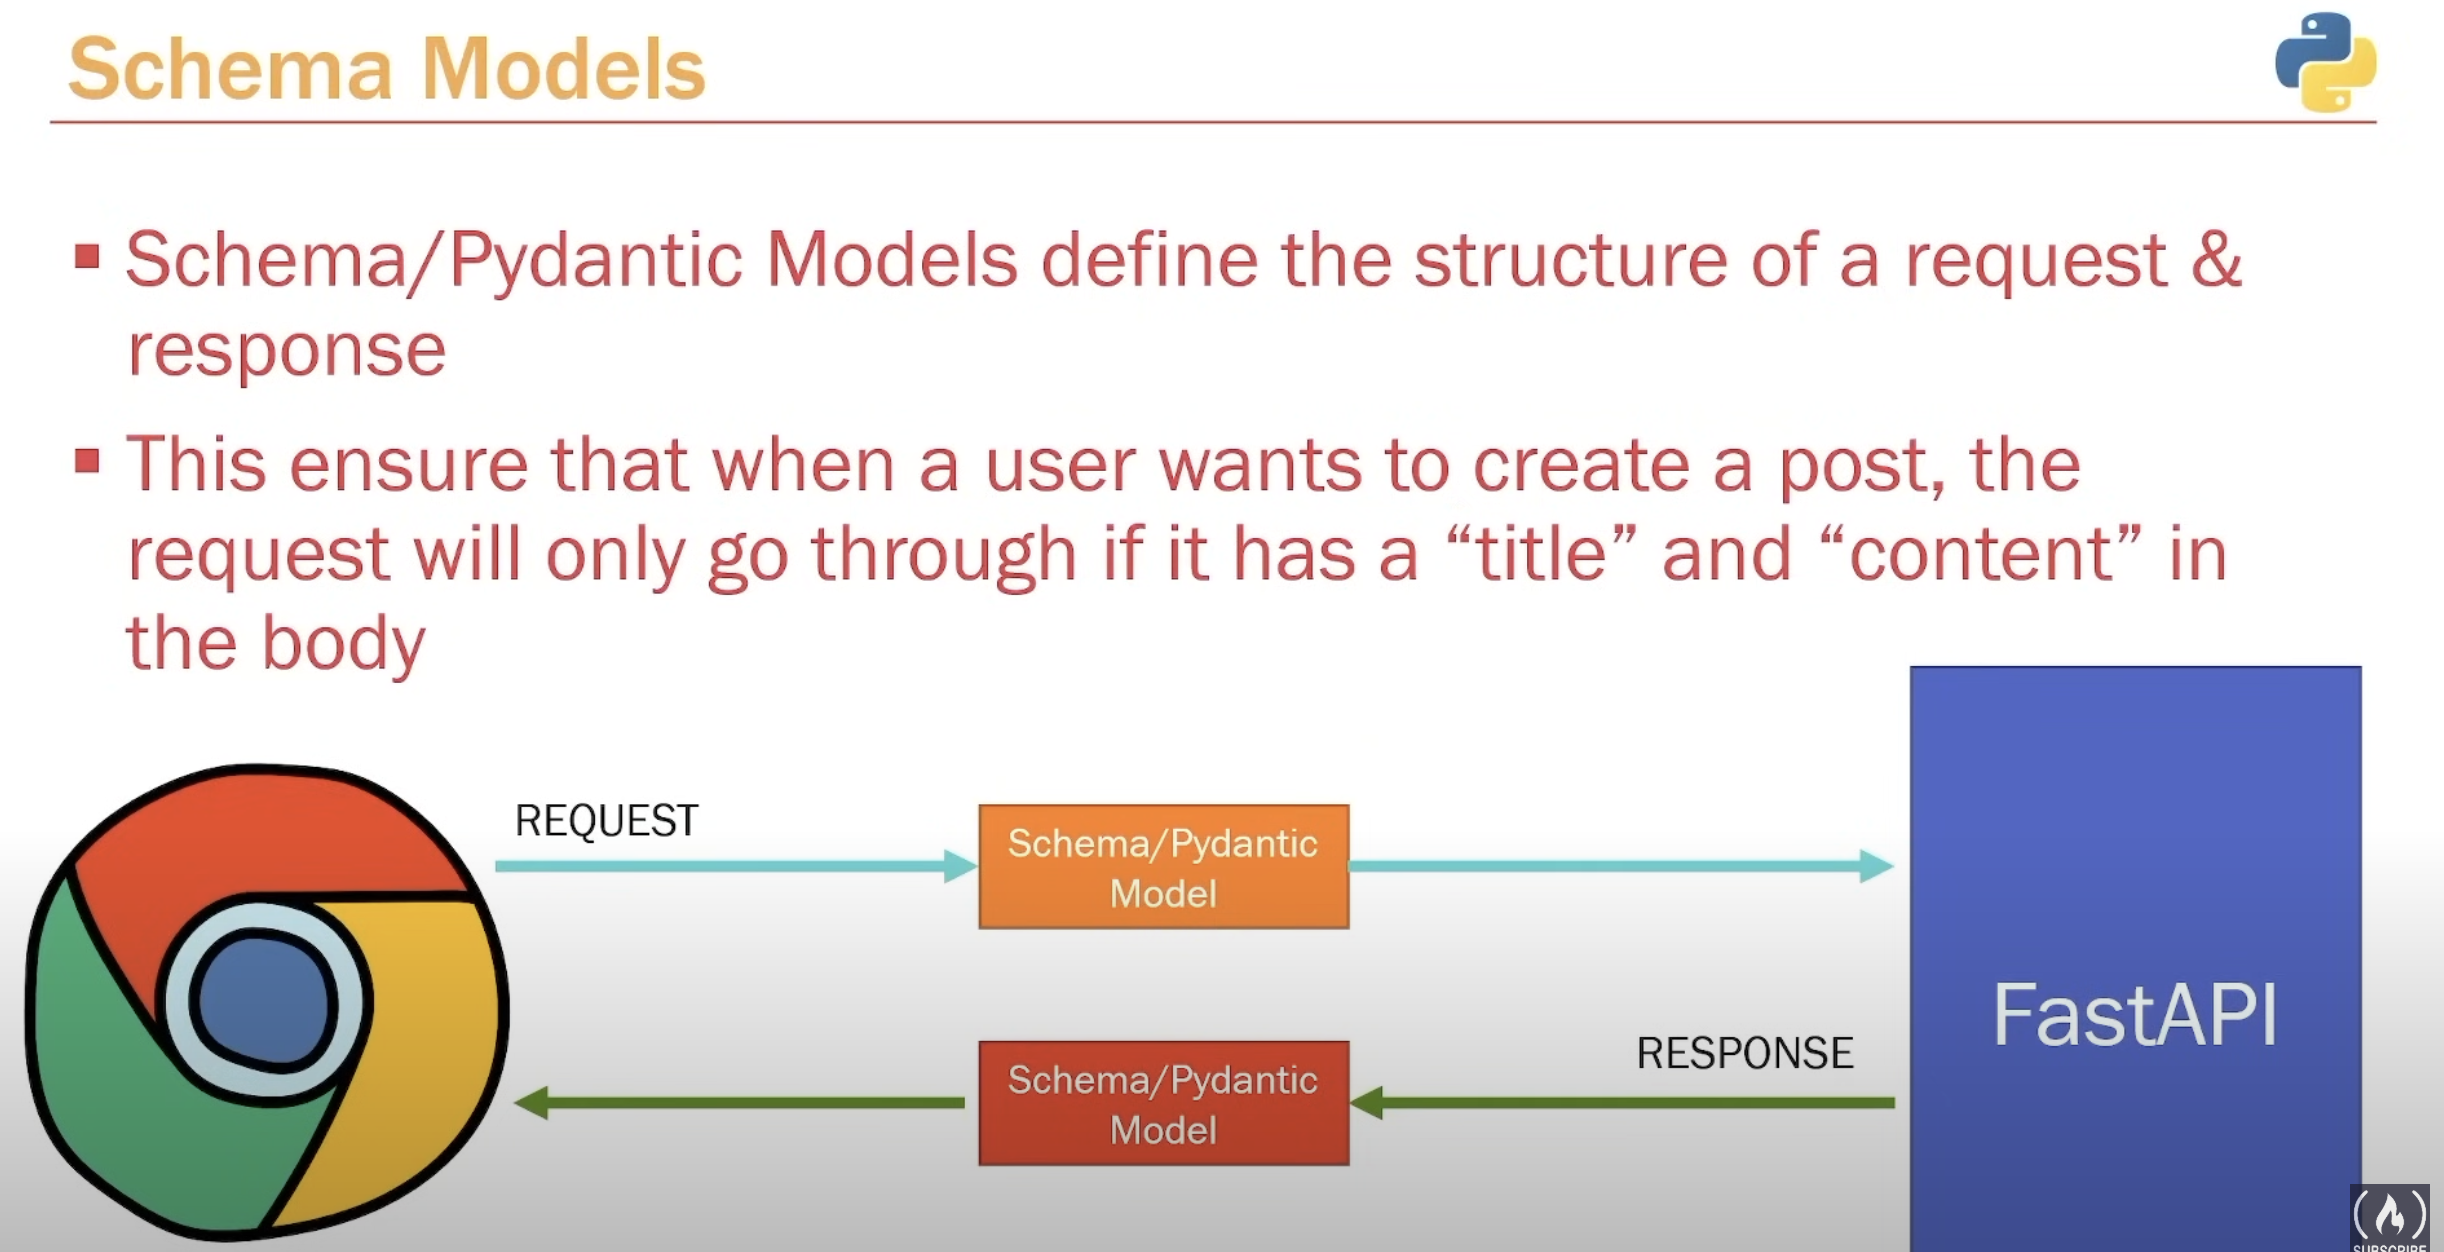 Schema Models
Schema/Pydantic Models define the structure of a request &
response
This ensure that when a user wants to create a post, the
request will only go through if it has a “title” and “content” in
the body
REQUEST
Schema/Pydantic
Model
FastAPI
RESPONSE
Schema/Pydantic
Model
SUBSCRIBE